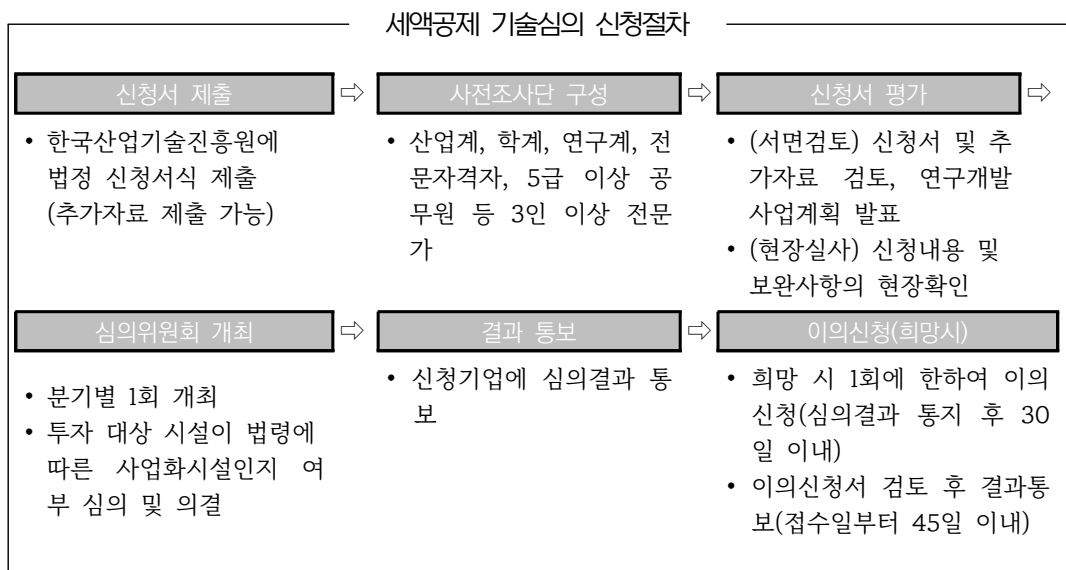 세액공제 기술심의 신청절차
신청서 제출
⇨
사전조사단 구성
⇨
신청서 평가
⇨
• 한국산업기술진흥원에
법정 신청서식 제출
(추가자료 제출 가능)
• 산업계, 학계, 연구계, 전
문자격자, 5급 이상 공
무원 등 3인 이상 전문
가
• (서면검토) 신청서 및 추
가자료 검토, 연구개발
사업계획 발표
• (현장실사) 신청내용 및
보완사항의 현장확인
심의위원회 개최
⇨
결과 통보
⇨
이의신청(희망시)
• 분기별 1회 개최
• 투자 대상 시설이 법령에
따른 사업화시설인지 여
부 심의 및 의결
• 신청기업에 심의결과 통
보
• 희망 시 1회에 한하여 이의
신청(심의결과 통지 후 30
일 이내)
• 이의신청서 검토 후 결과통
보(접수일부터 45일 이내)